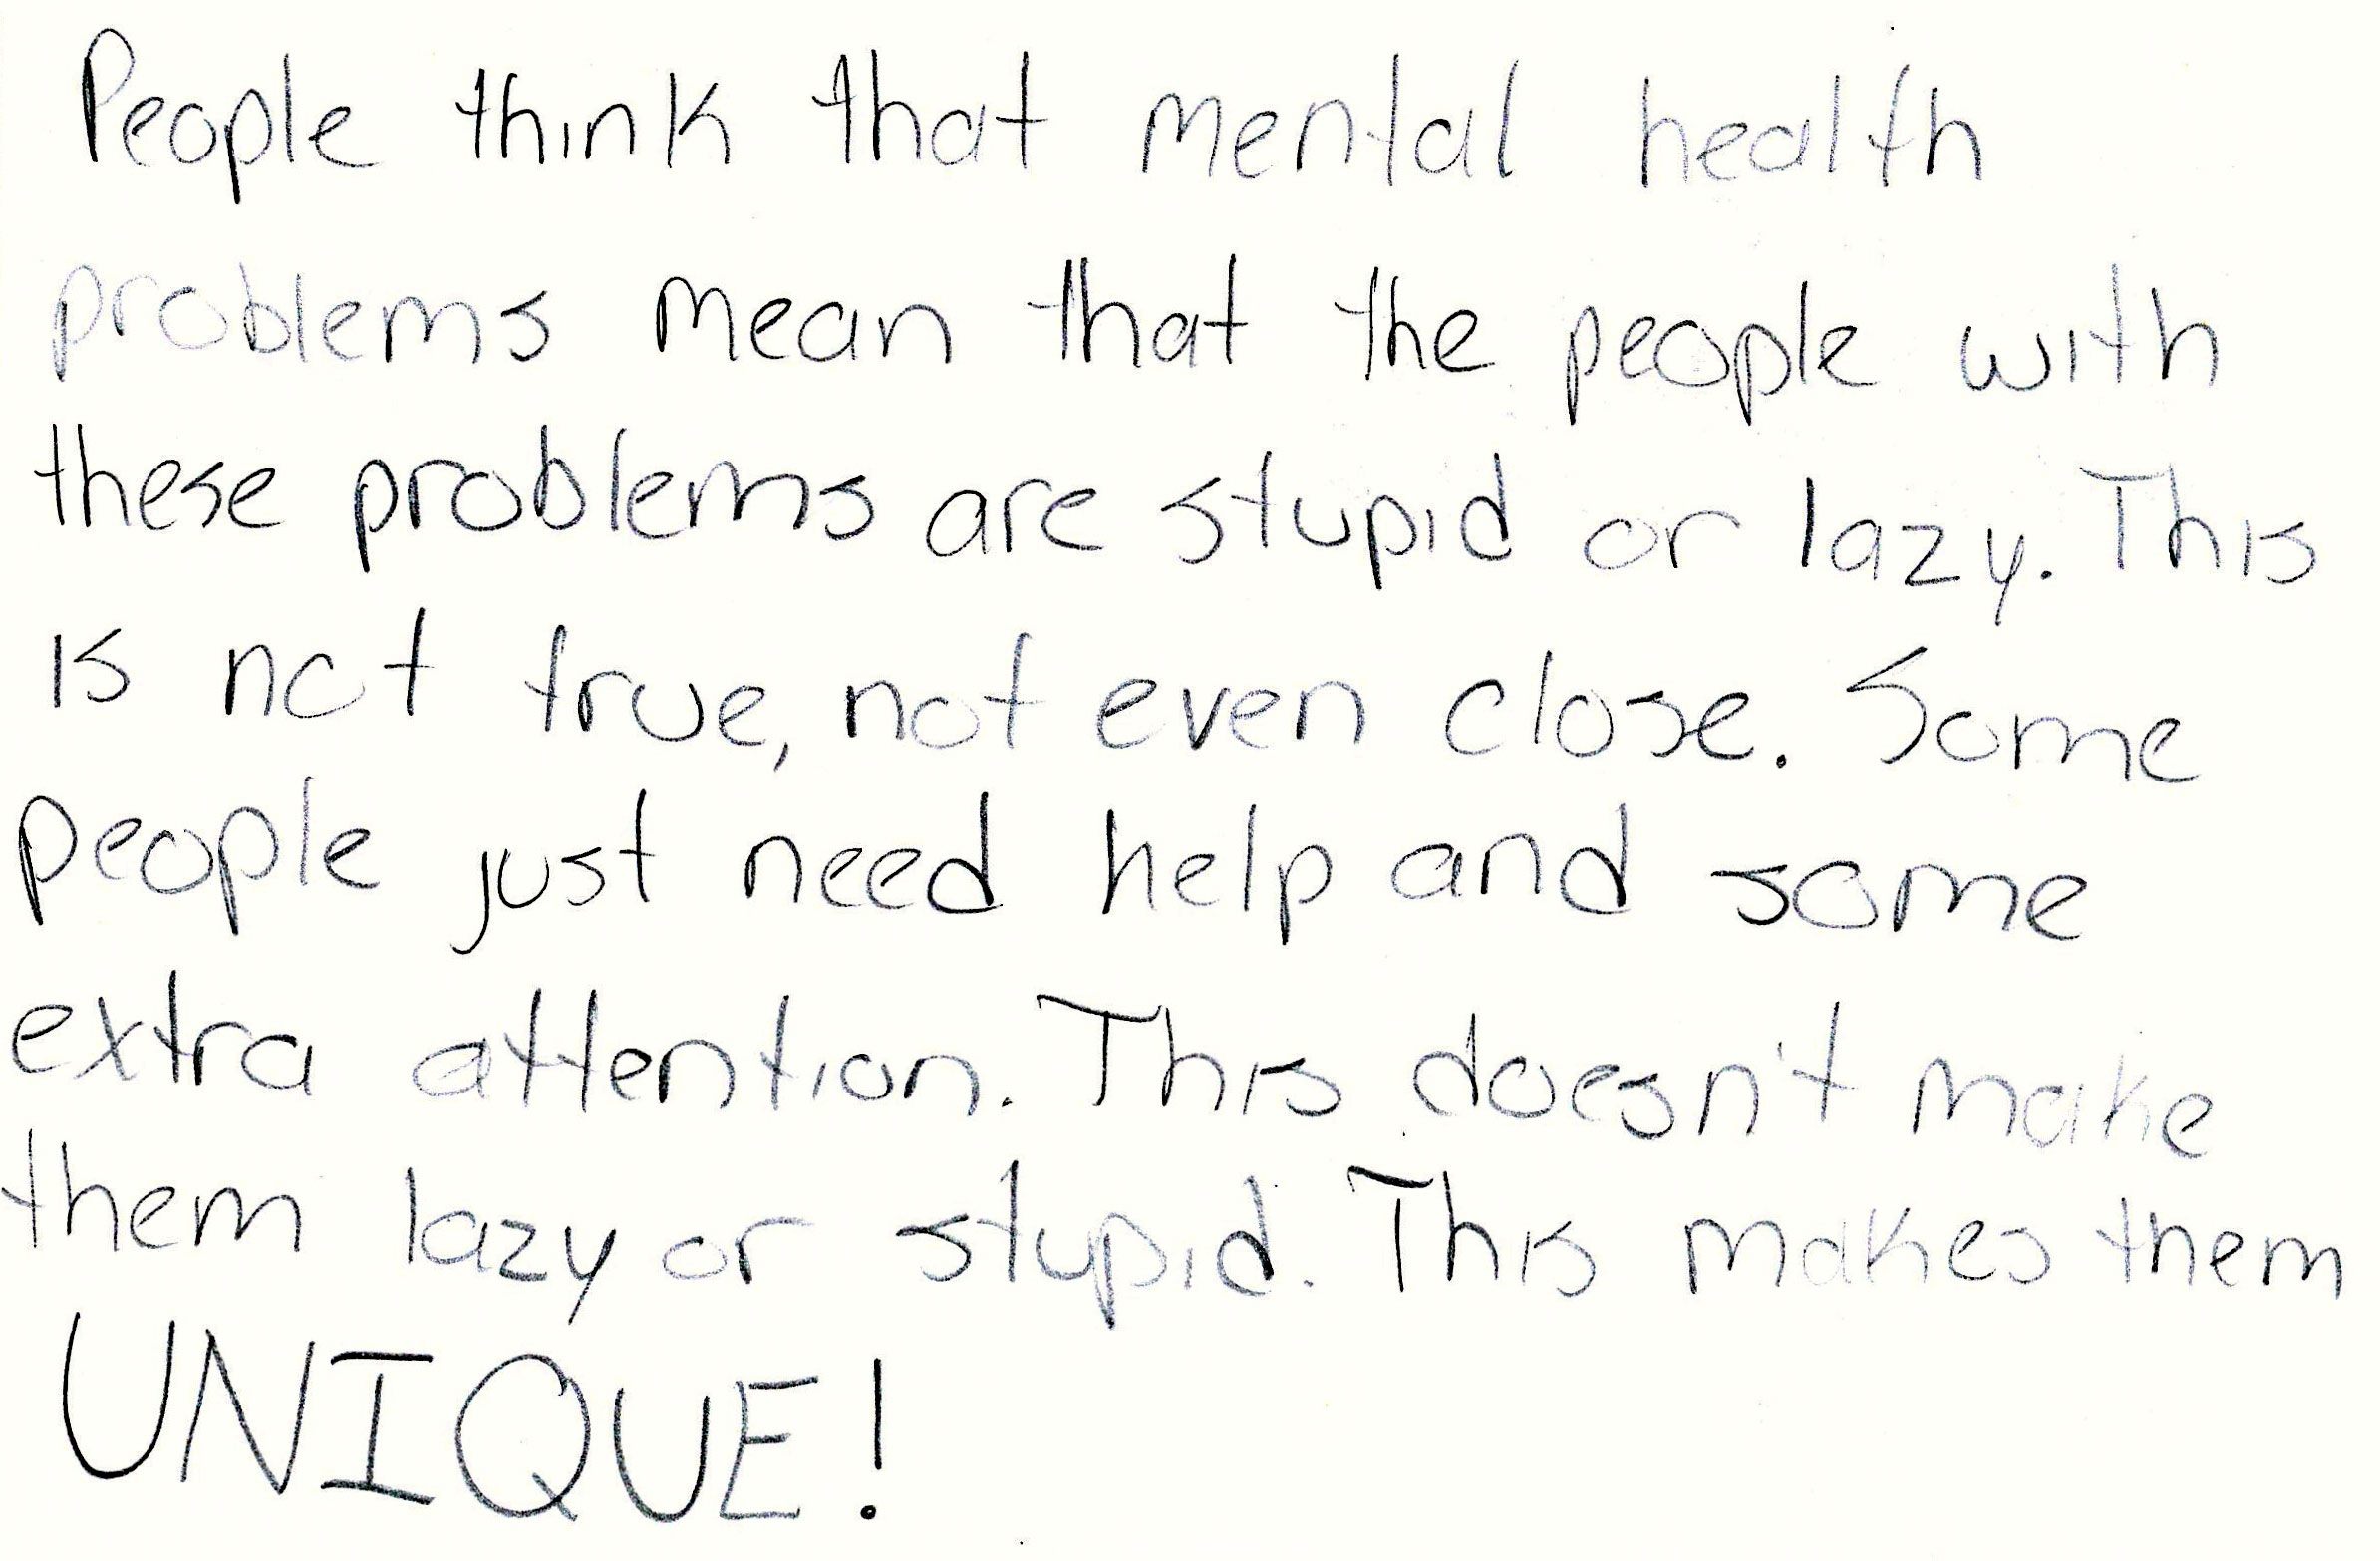 People think that mental health
problems mean that the people with
these problems are stupid or lazy. This
is not true, not even close. Some
people just need help and some
extra attention. This doesn't make
them lazy or stupid. This makes them
UNIQUE!